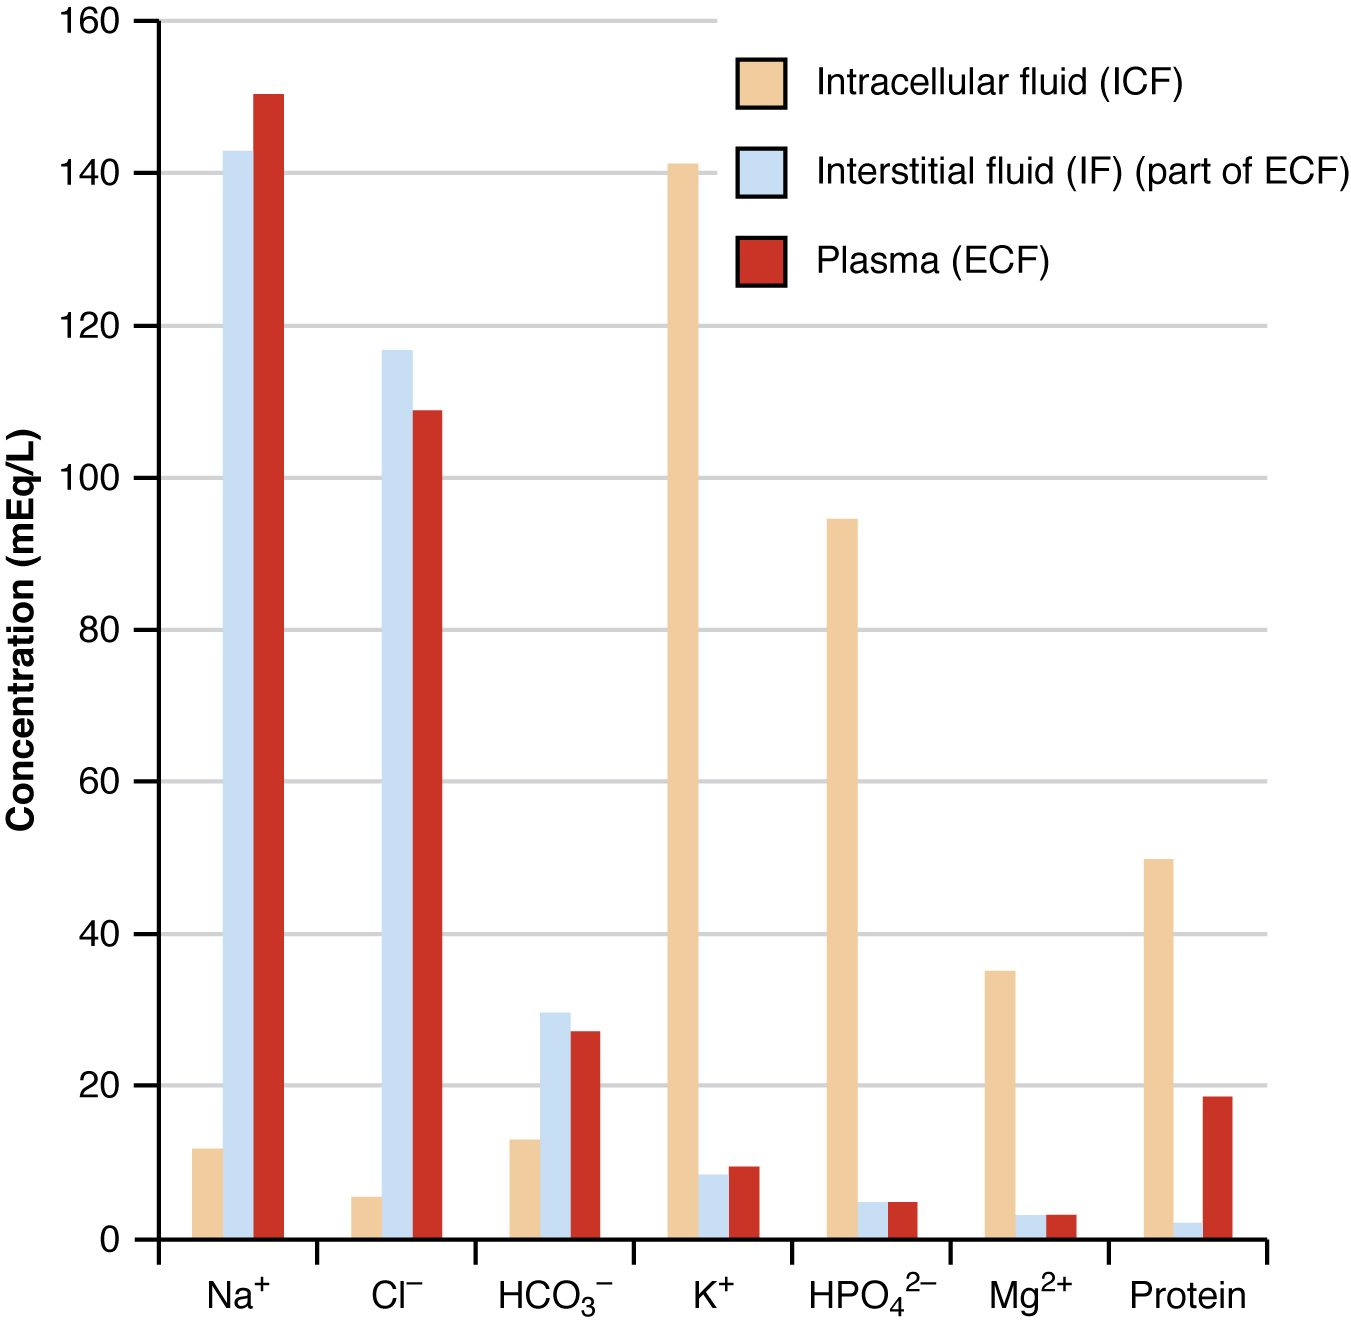 Concentration (mEq/L)
160
140
120
100
80
60
40
20
0
Intracellular fluid (ICF)
Interstitial fluid (IF) (part of ECF)
Plasma (ECF)
Na⁺
Cl⁻
HCO₃⁻
K⁺
HPO₄²⁻
Mg²⁺
Protein